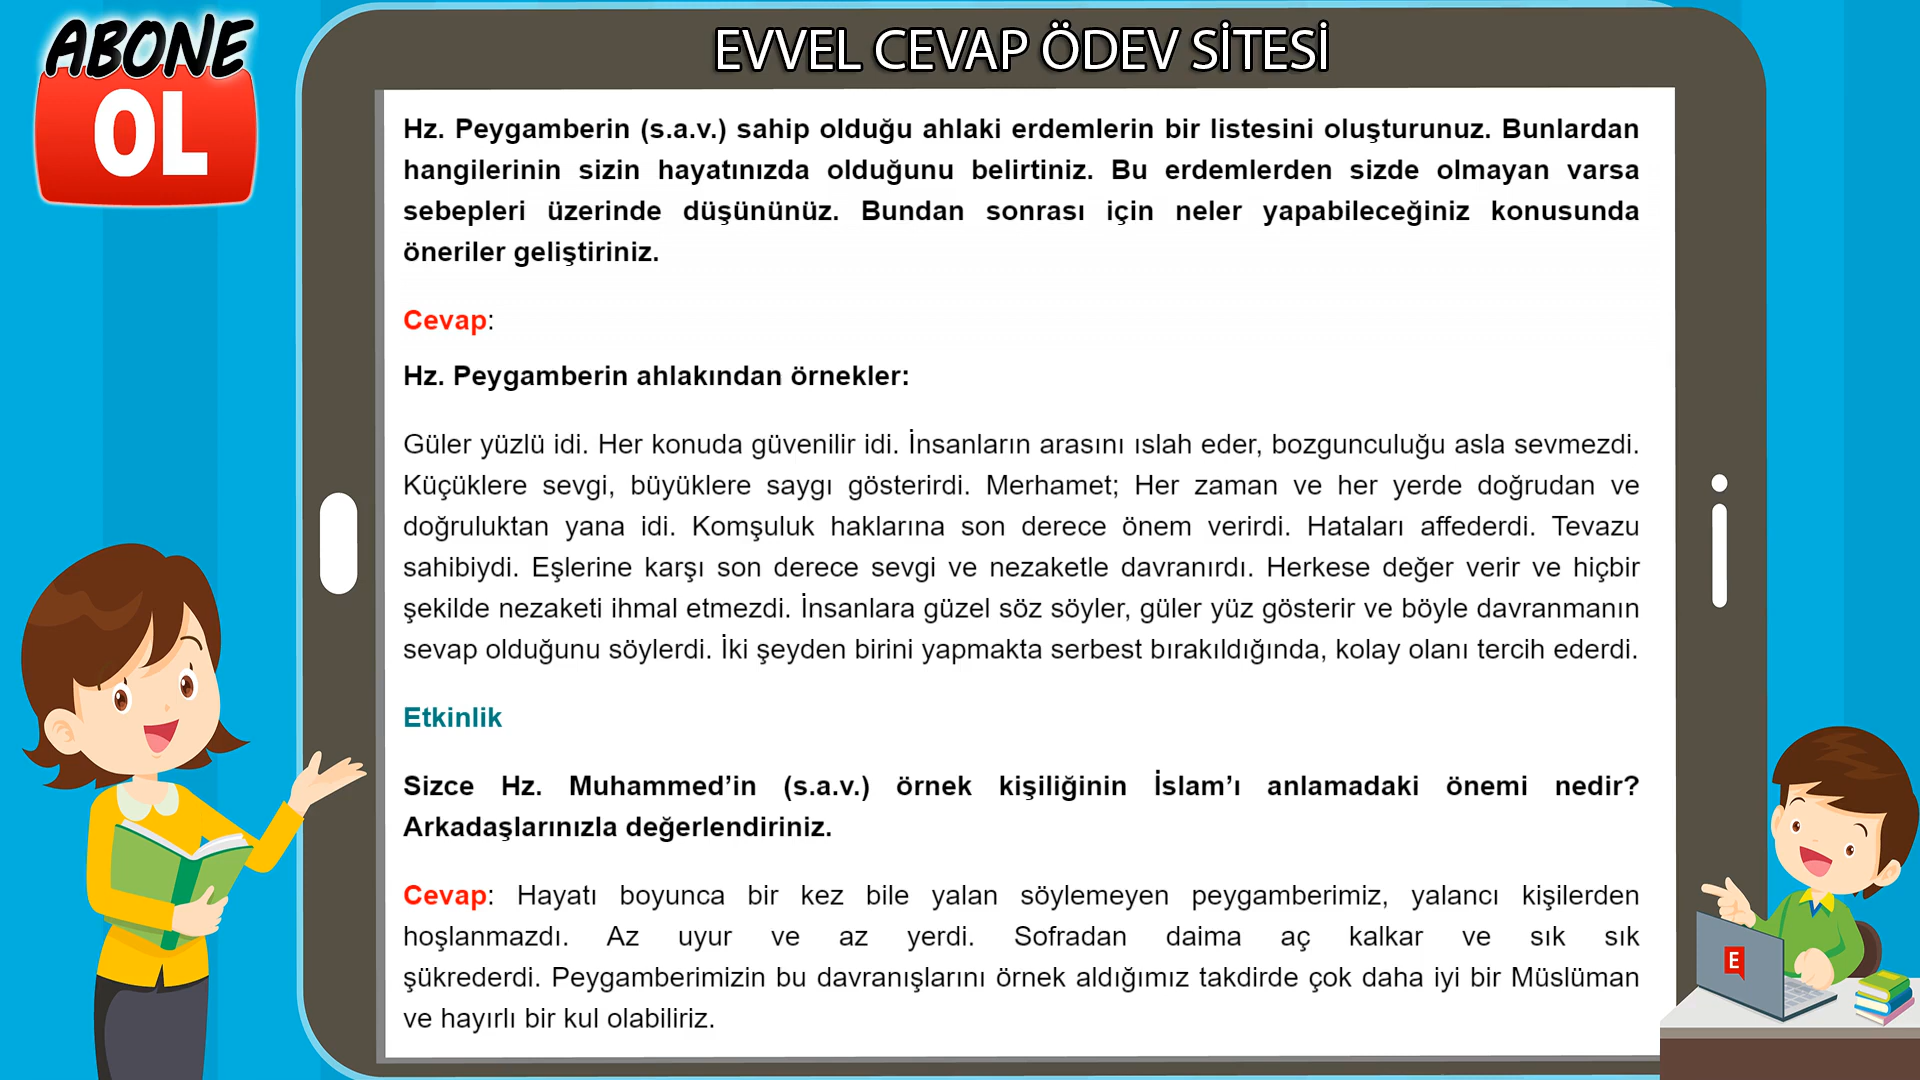 ABONE
OL
EVVEL CEVAP ÖDEV SİTESİ
Hz. Peygamberin (s.a.v.) sahip olduğu ahlaki erdemlerin bir listesini oluşturunuz. Bunlardan
hangilerinin sizin hayatınızda olduğunu belirtiniz. Bu erdemlerden sizde olmayan varsa
sebepleri üzerinde düşününüz. Bundan sonrası için neler yapabileceğiniz konusunda
öneriler geliştiriniz.
Cevap:
Hz. Peygamberin ahlakından örnekler:
Güler yüzlü idi. Her konuda güvenilir idi. İnsanların arasını ıslah eder, bozgunculuğu asla sevmezdi.
Küçüklere sevgi, büyüklere saygı gösterirdi. Merhamet; Her zaman ve her yerde doğrudan ve
doğruluktan yana idi. Komşuluk haklarına son derece önem verirdi. Hataları affederdi. Tevazu
sahibiydi. Eşlerine karşı son derece sevgi ve nezaketle davranırdı. Herkese değer verir ve hiçbir
şekilde nezaketi ihmal etmezdi. İnsanlara güzel söz söyler, güler yüz gösterir ve böyle davranmanın
sevap olduğunu söylerdi. İki şeyden birini yapmakta serbest bırakıldığında, kolay olanı tercih ederdi.
Etkinlik
Sizce Hz. Muhammed’in (s.a.v.) örnek kişiliğinin İslam’ı anlamadaki önemi nedir?
Arkadaşlarınızla değerlendiriniz.
Cevap: Hayatı boyunca bir kez bile yalan söylemeyen peygamberimiz, yalancı kişilerden
hoşlanmazdı. Az uyur ve az yerdi. Sofradan daima aç kalkar ve sık sık
şükrederdi. Peygamberimizin bu davranışlarını örnek aldığımız takdirde çok daha iyi bir Müslüman
ve hayırlı bir kul olabiliriz.
E